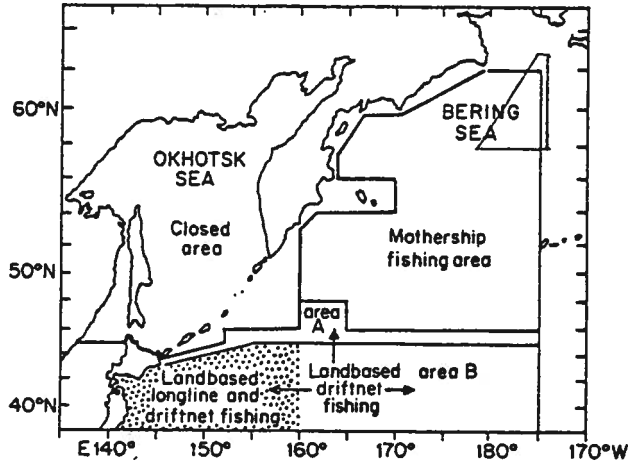 60°N
BERING
SEA
OKHOTSK
SEA
Closed
area
Mothership
fishing area
50°N
area
A
Landbased
longline and
driftnet fishing
Landbased area B
driftnet
fishing
40°N
E140° 150° 160° 170° 180° 170°W